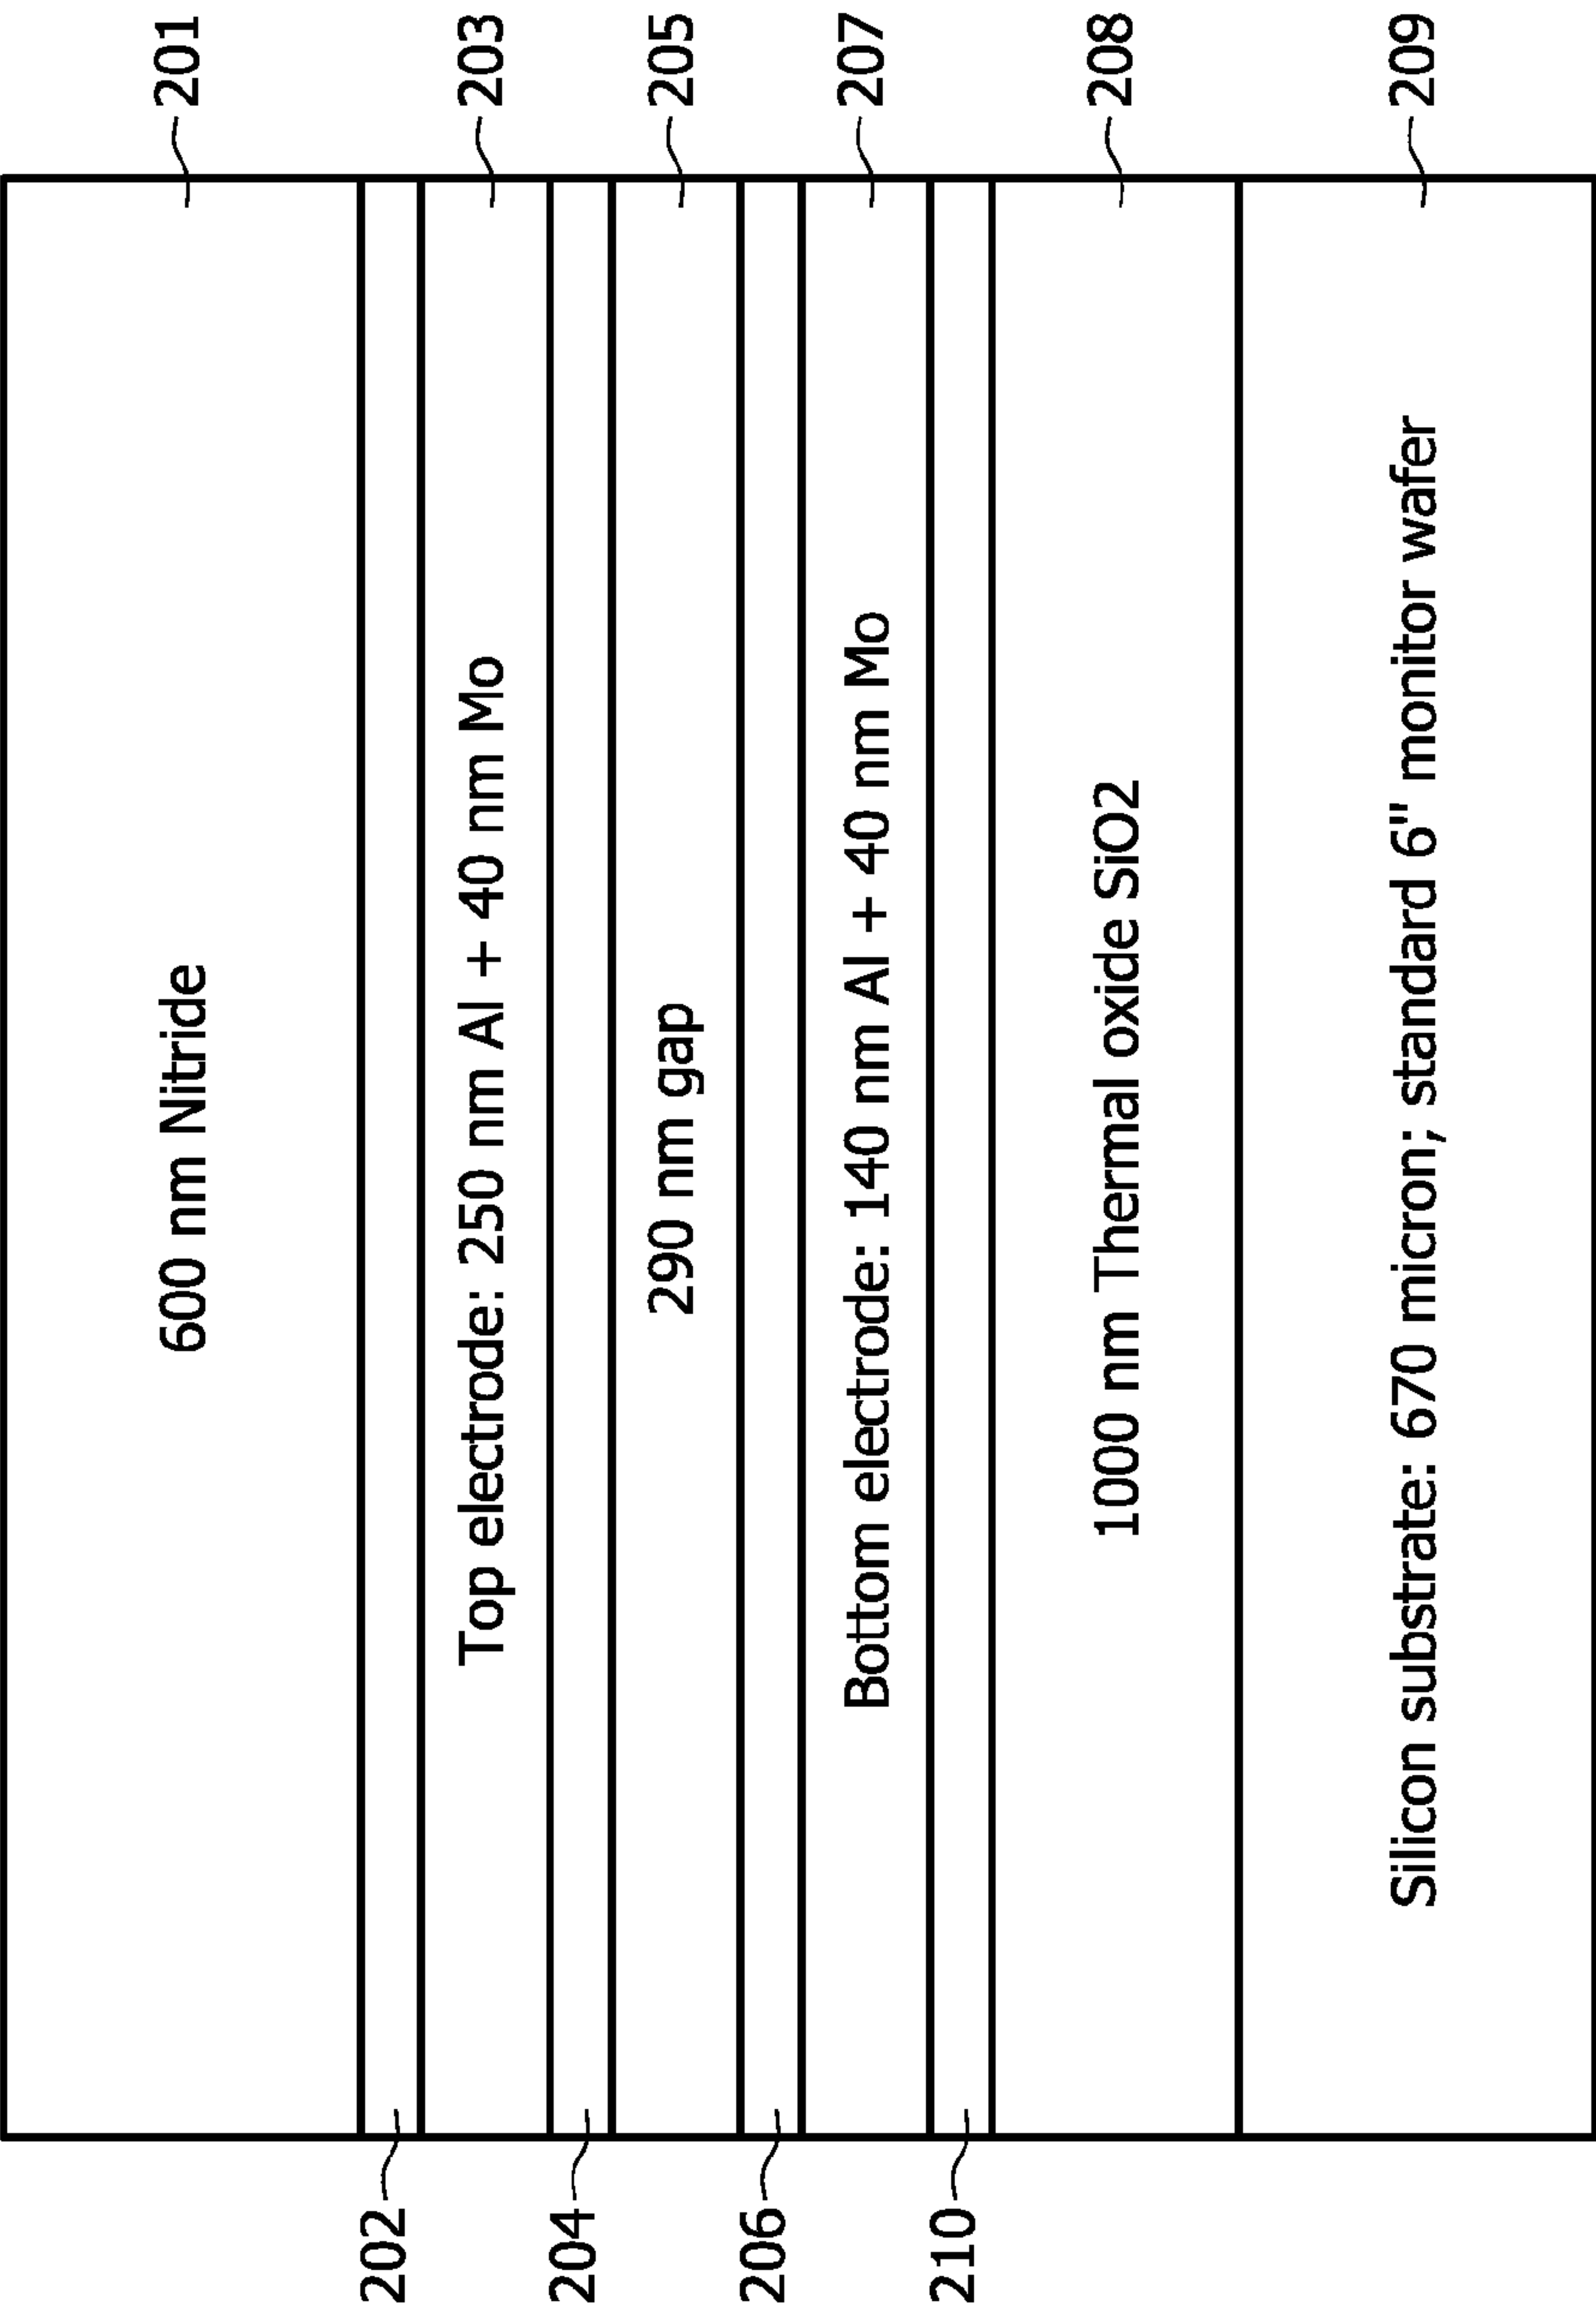 600 nm Nitride
201
202
Top electrode: 250 nm Al + 40 nm Mo
203
204
290 nm gap
205
206
Bottom electrode: 140 nm Al + 40 nm Mo
207
210
1000 nm Thermal oxide SiO2
208
Silicon substrate: 670 micron; standard 6" monitor wafer
209